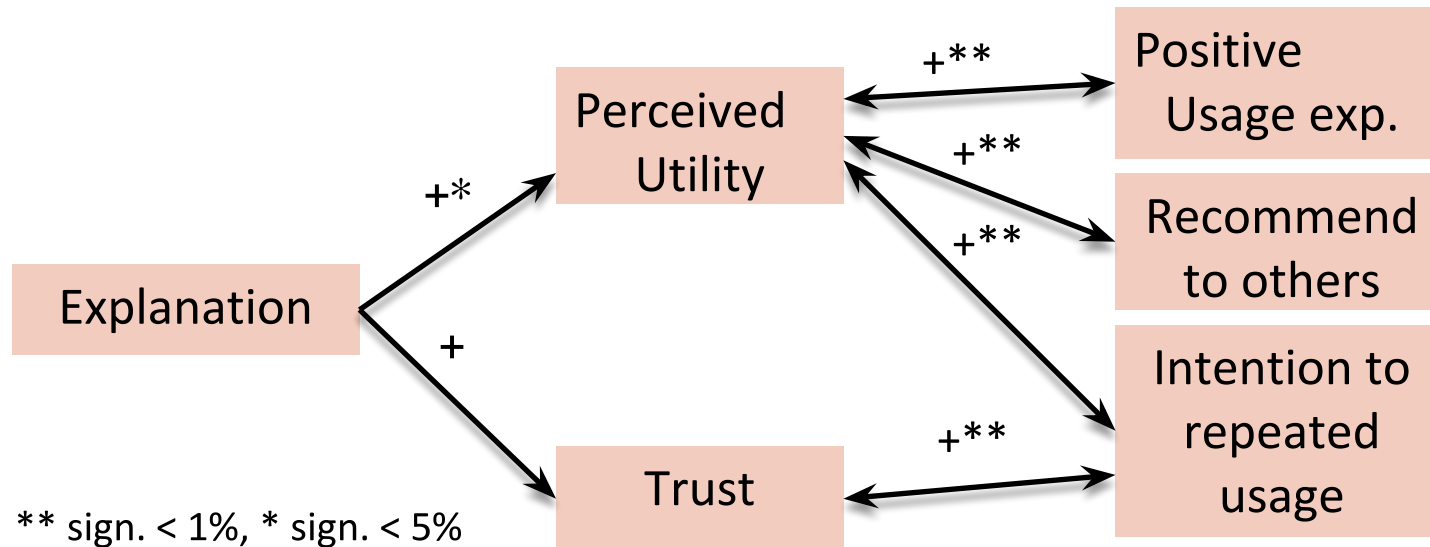 Explanation
+*
+
Perceived
Utility
Trust
+**
+**
+**
+**
Positive
Usage exp.
Recommend
to others
Intention to
repeated
usage
** sign. < 1%, * sign. < 5%